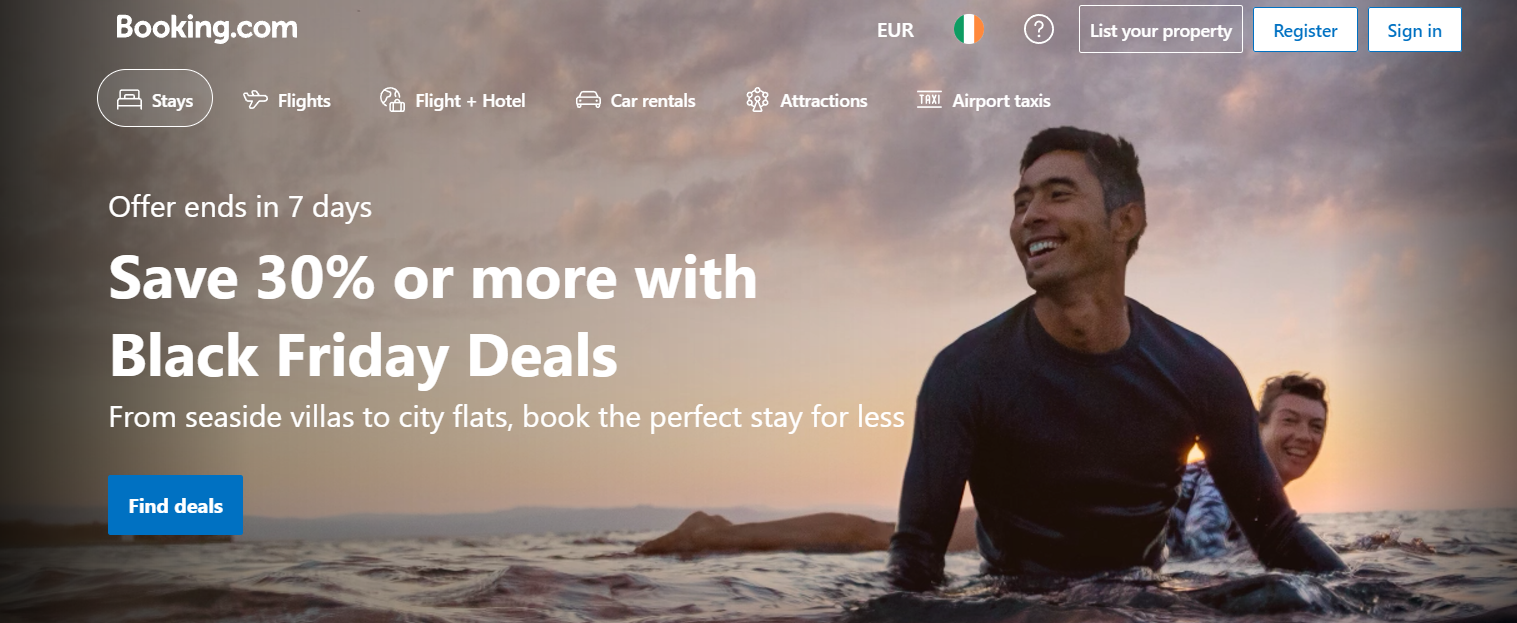 Booking.com
EUR
?
List your property
Register
Sign in
Stays
Flights
Flight + Hotel
Car rentals
Attractions
TAXI
Airport taxis
Offer ends in 7 days
Save 30% or more with
Black Friday Deals
From seaside villas to city flats, book the perfect stay for less
Find deals